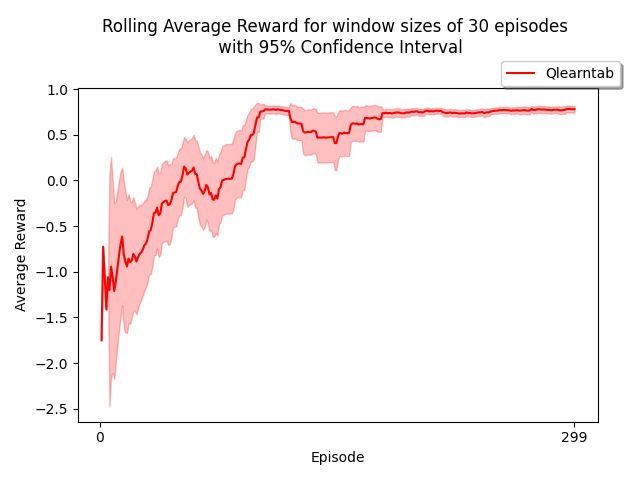 Rolling Average Reward for window sizes of 30 episodes
with 95% Confidence Interval
Qlearntab
1.0
0.5
0.0
−0.5
−1.0
−1.5
−2.0
−2.5
Average Reward
0
299
Episode